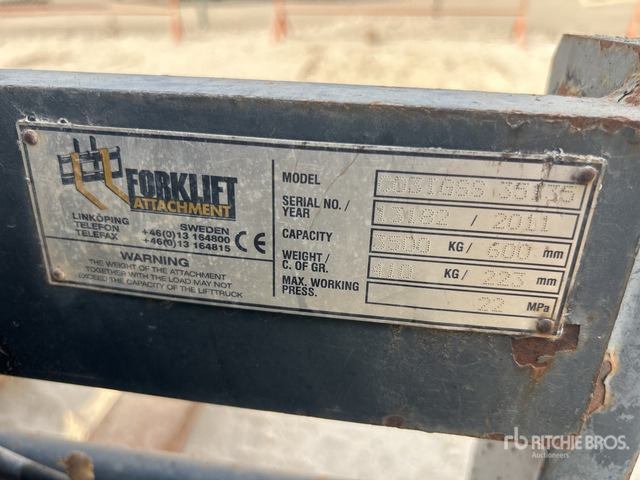 FORKLIFT
ATTACHMENT
LINKÖPING SWEDEN
TELEFON +46(0)13 164800
TELEFAX +46(0)13 164815
CE
WARNING
THE WEIGHT OF THE ATTACHMENT
TOGETHER WITH THE LOAD MAY NOT
EXCEED THE CAPACITY OF THE LIFTTRUCK
MODEL
SERIAL NO. / YEAR 13192 / 2011
CAPACITY KG / 600 mm
WEIGHT / C. OF GR. KG / 223 mm
MAX. WORKING PRESS. 22 MPa
rb RITCHIE BROS.
Auctioneers